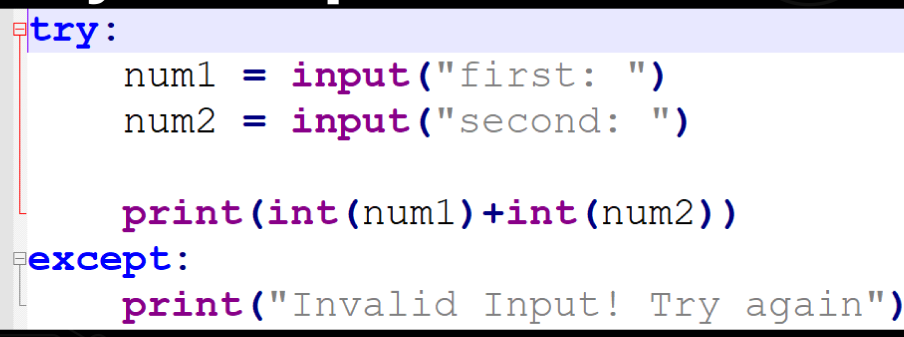 try:
    num1 = input("first: ")
    num2 = input("second: ")
    print(int(num1)+int(num2))
except:
    print("Invalid Input! Try again")